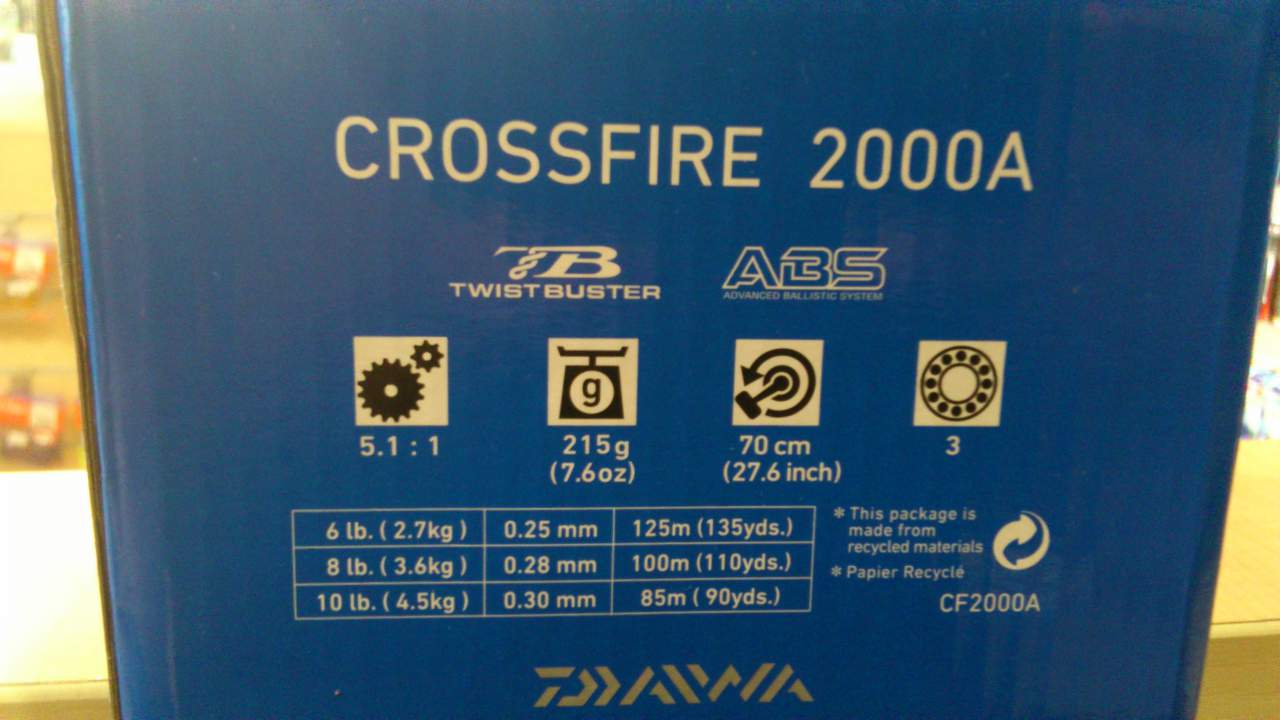 CROSSFIRE 2000A
TB ABS
TWISTBUSTER ADVANCED BALLISTIC SYSTEM
g
5.1 : 1 215g 70 cm 3
(7.6oz) (27.6 inch)
6 lb. ( 2.7kg ) 0.25 mm 125m (135yds.)
8 lb. ( 3.6kg ) 0.28 mm 100m (110yds.)
10 lb. ( 4.5kg ) 0.30 mm 85m ( 90yds.)
* This package is
made from
recycled materials
* Papier Recyclé
CF2000A
DAIWA